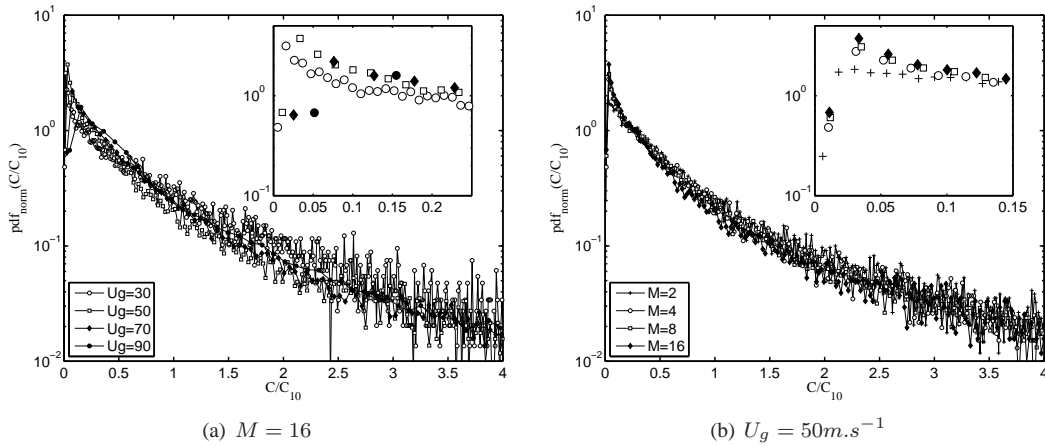 10^1
10^0
10^-1
10^-2
pdf_norm(C/C_10)
0 0.5 1 1.5 2 2.5 3 3.5 4
C/C_10
Ug=30
Ug=50
Ug=70
Ug=90
10^0
10^-1
0.05 0.1 0.15 0.2
(a) M = 16
10^1
10^0
10^-1
10^-2
pdf_norm(C/C_10)
0 0.5 1 1.5 2 2.5 3 3.5 4
C/C_10
M=2
M=4
M=8
M=16
10^0
10^-1
0 0.05 0.1 0.15
(b) U_g = 50m.s^−1